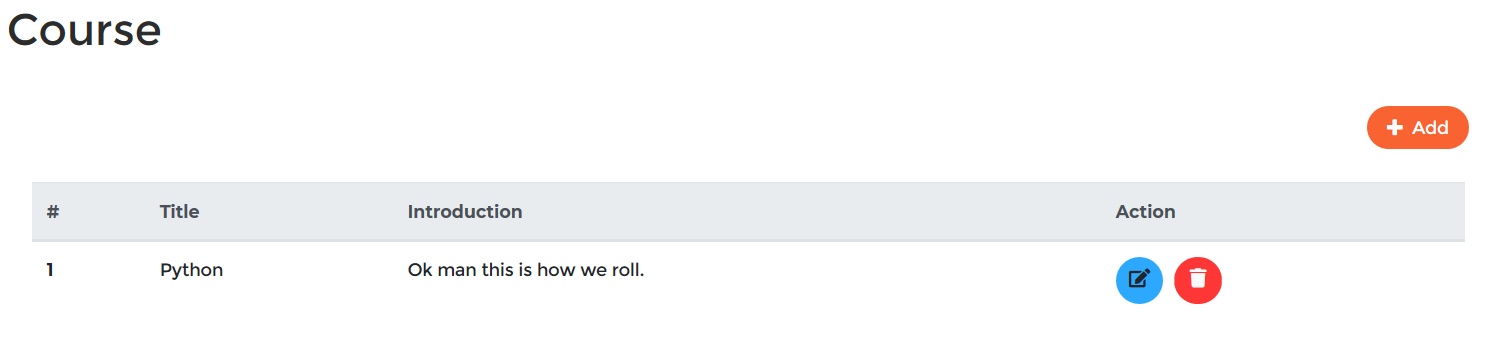 Course
Add
# Title Introduction Action
1 Python Ok man this is how we roll.